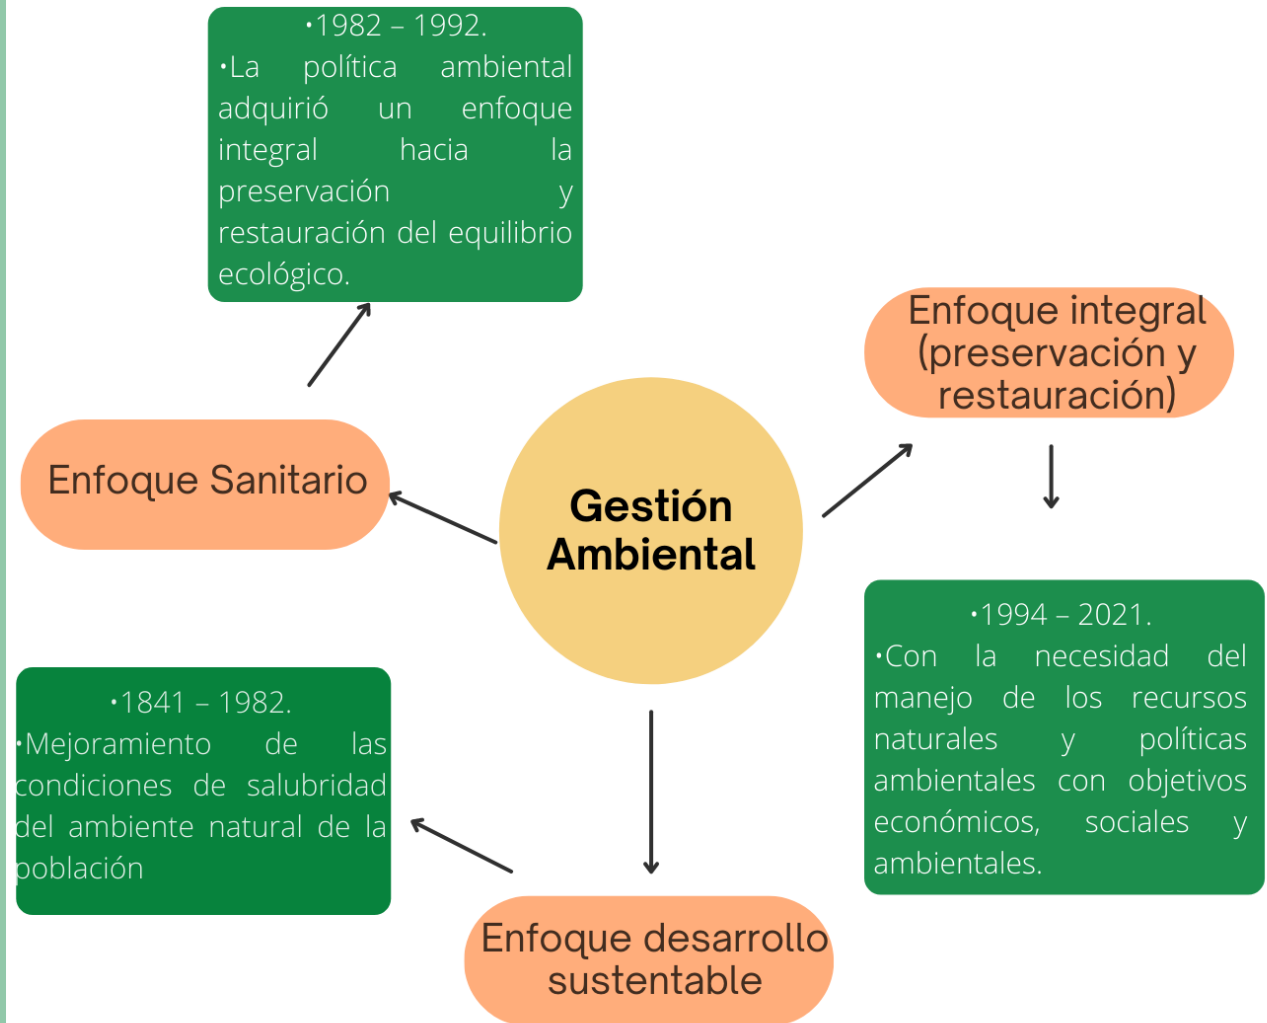 •1982 – 1992.
•La política ambiental
adquirió un enfoque
integral hacia la
preservación y
restauración del equilibrio
ecológico.
Enfoque integral
(preservación y
restauración)
Enfoque Sanitario
Gestión
Ambiental
•1994 – 2021.
•Con la necesidad del
manejo de los recursos
naturales y políticas
ambientales con objetivos
económicos, sociales y
ambientales.
•1841 – 1982.
•Mejoramiento de las
condiciones de salubridad
del ambiente natural de la
población
Enfoque desarrollo
sustentable